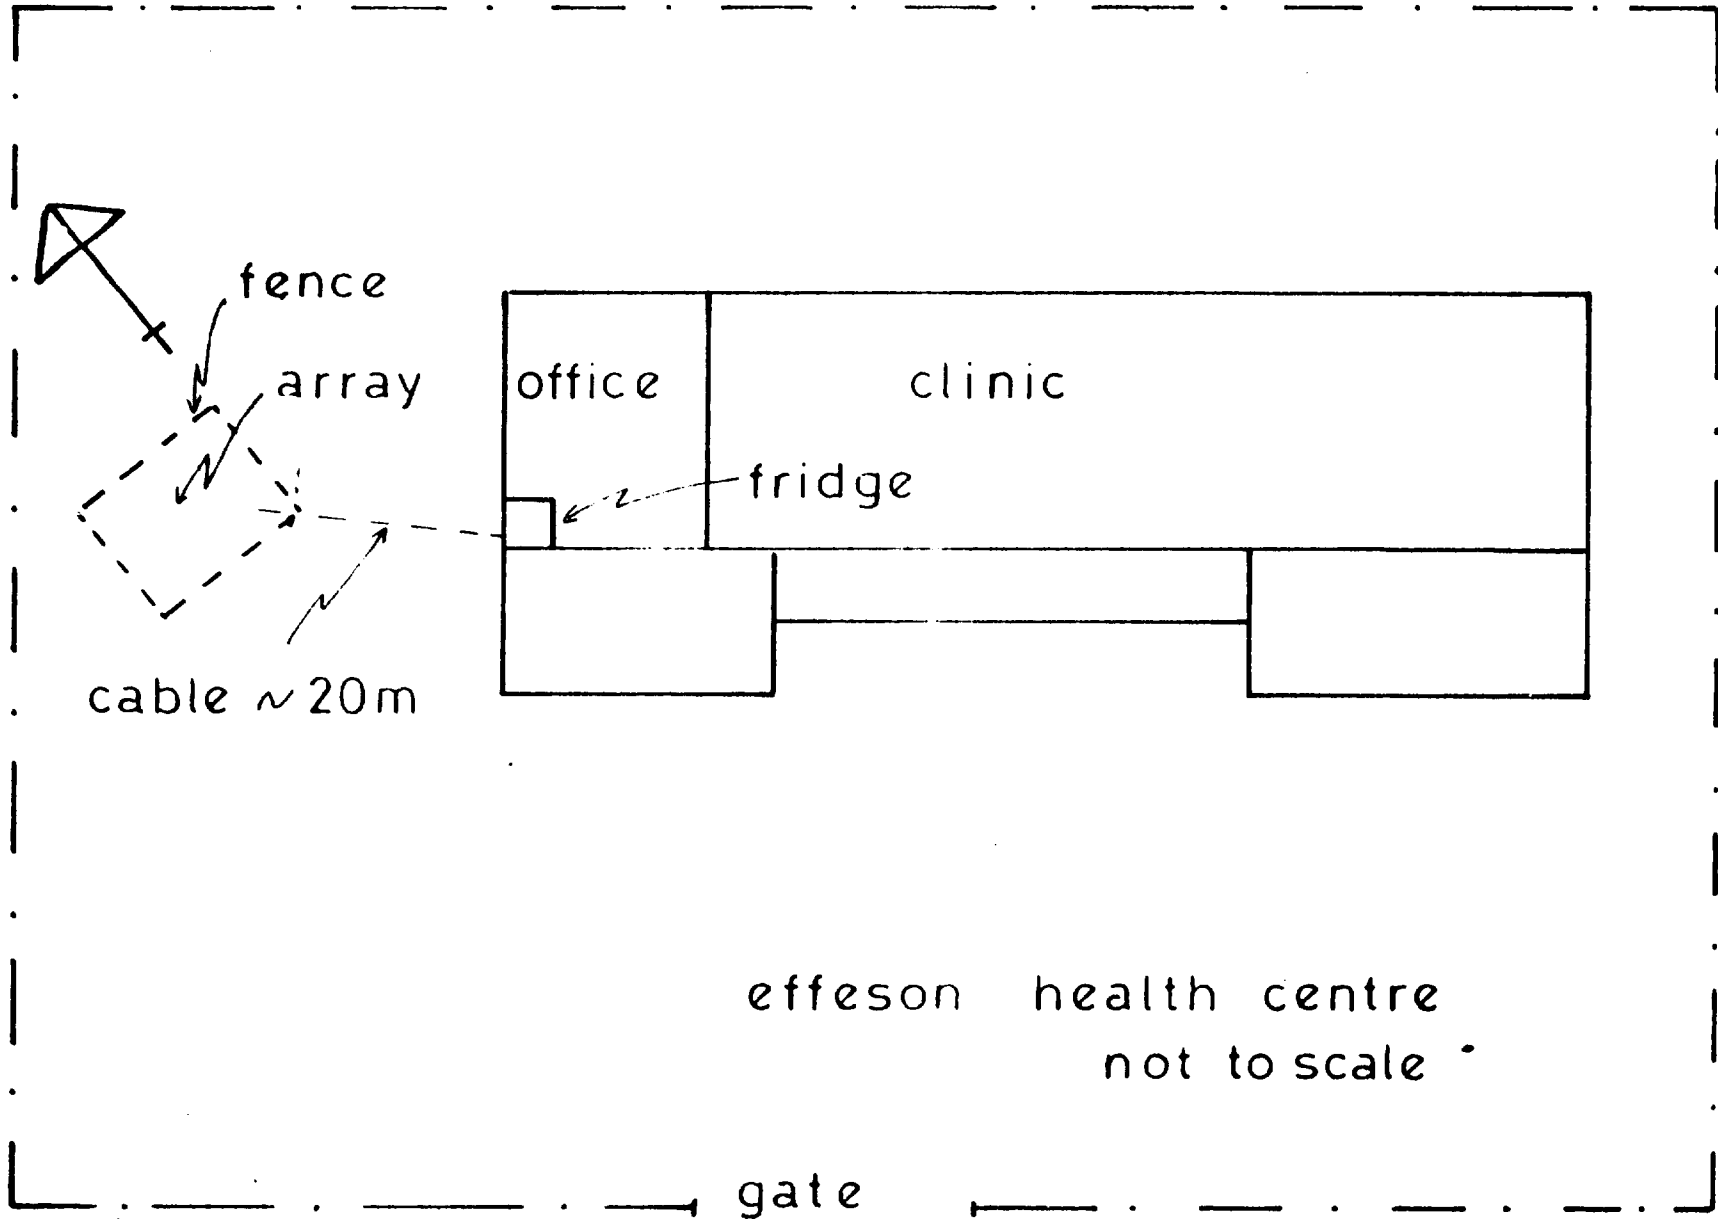 fence
array
office
clinic
fridge
cable ~ 20m
effeson health centre
not to scale
gate